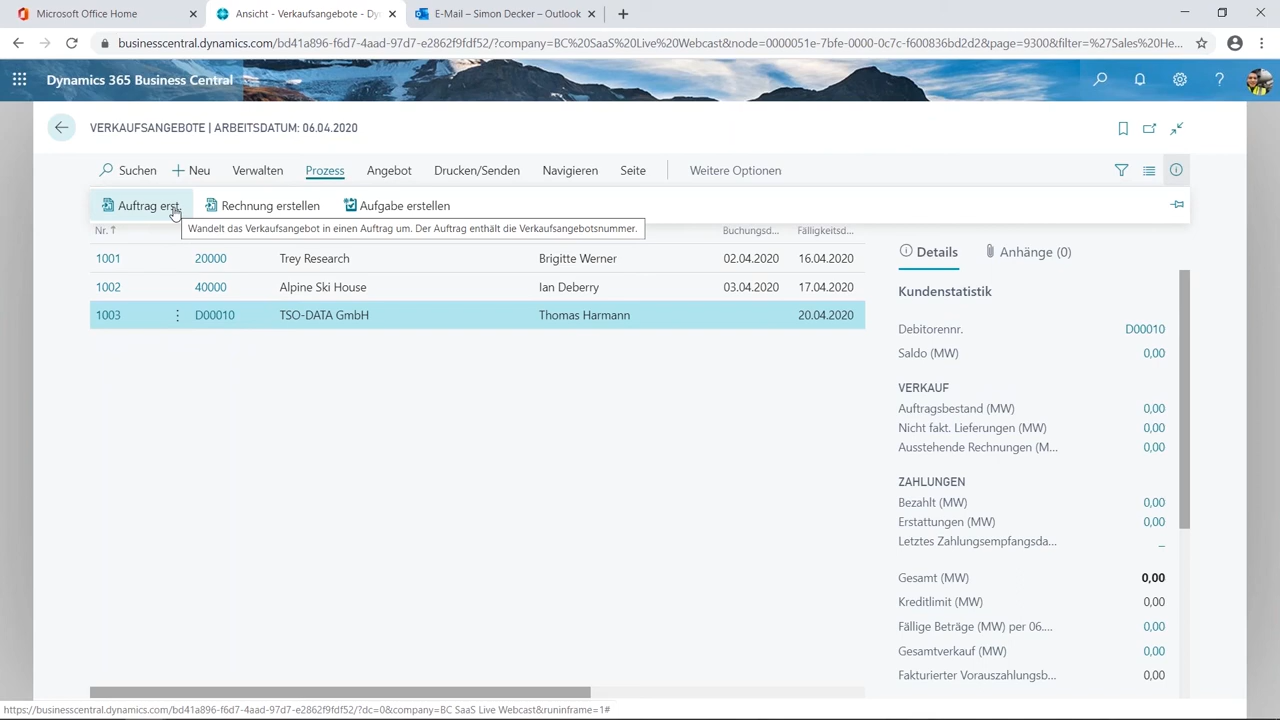 Microsoft Office Home
Ansicht - Verkaufsangebote - Dy
E-Mail – Simon Decker – Outlook
businesscentral.dynamics.com/bd41a896-f6d7-4aad-97d7-e2862f9fdf52/?company=BC%20SaaS%20Live%20Webcast&node=0000051e-7bfe-0000-0c7c-f600836bd2d2&page=9300&filter=%27Sales%20He...
Dynamics 365 Business Central
VERKAUFSANGEBOTE | ARBEITSDATUM: 06.04.2020
Suchen Neu Verwalten Prozess Angebot Drucken/Senden Navigieren Seite Weitere Optionen
Auftrag erst. Rechnung erstellen Aufgabe erstellen
Wandelt das Verkaufsangebot in einen Auftrag um. Der Auftrag enthält die Verkaufsangebotsnummer.
Nr. ↑ Buchungsd... Fälligkeitsd...
1001 20000 Trey Research Brigitte Werner 02.04.2020 16.04.2020
1002 40000 Alpine Ski House Ian Deberry 03.04.2020 17.04.2020
1003 D00010 TSO-DATA GmbH Thomas Harmann 20.04.2020
Details Anhänge (0)
Kundenstatistik
Debitorennr. D00010
Saldo (MW) 0,00
VERKAUF
Auftragsbestand (MW) 0,00
Nicht fakt. Lieferungen (MW) 0,00
Ausstehende Rechnungen (M... 0,00
ZAHLUNGEN
Bezahlt (MW) 0,00
Erstattungen (MW) 0,00
Letztes Zahlungsempfangsda... _
Gesamt (MW) 0,00
Kreditlimit (MW) 0,00
Fällige Beträge (MW) per 06.... 0,00
Gesamtverkauf (MW) 0,00
Fakturierter Vorauszahlungsb... 0,00
https://businesscentral.dynamics.com/bd41a896-f6d7-4aad-97d7-e2862f9fdf52/?dc=0&company=BC SaaS Live Webcast&runinframe=1#